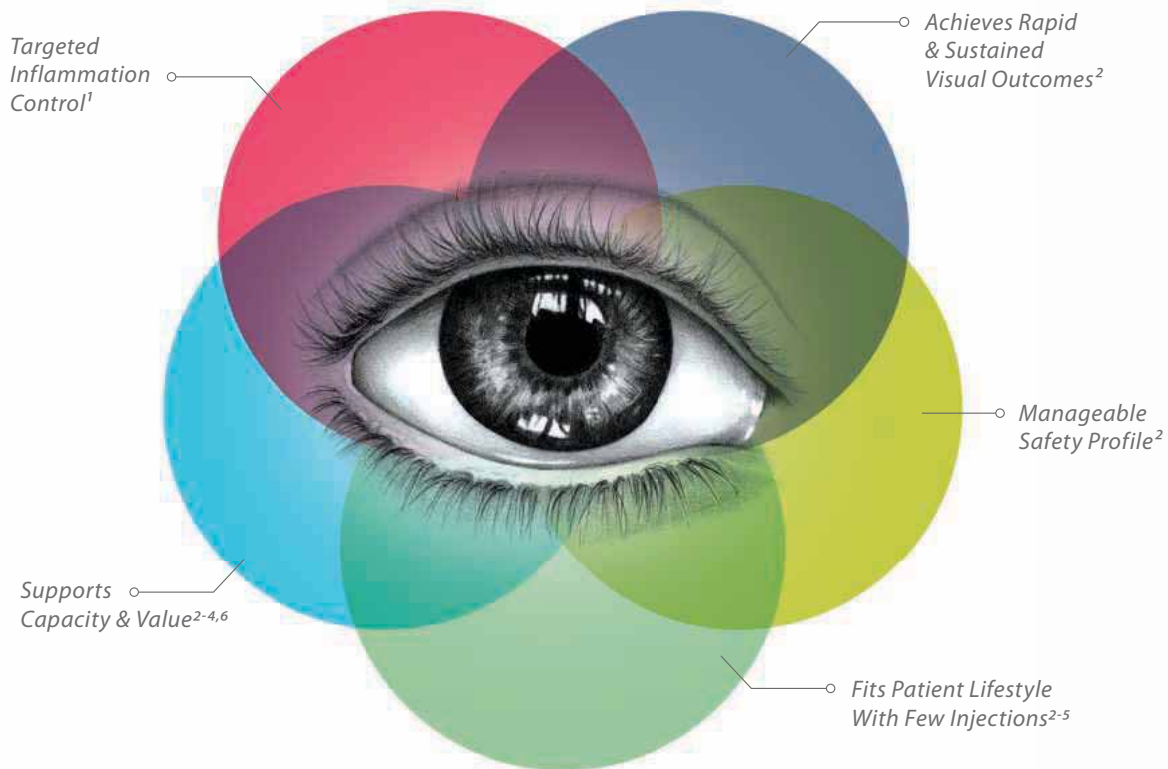 Targeted
Inflammation
Control¹
Achieves Rapid
& Sustained
Visual Outcomes²
Manageable
Safety Profile²
Supports
Capacity & Value²⁻⁴,⁶
Fits Patient Lifestyle
With Few Injections²⁻⁵